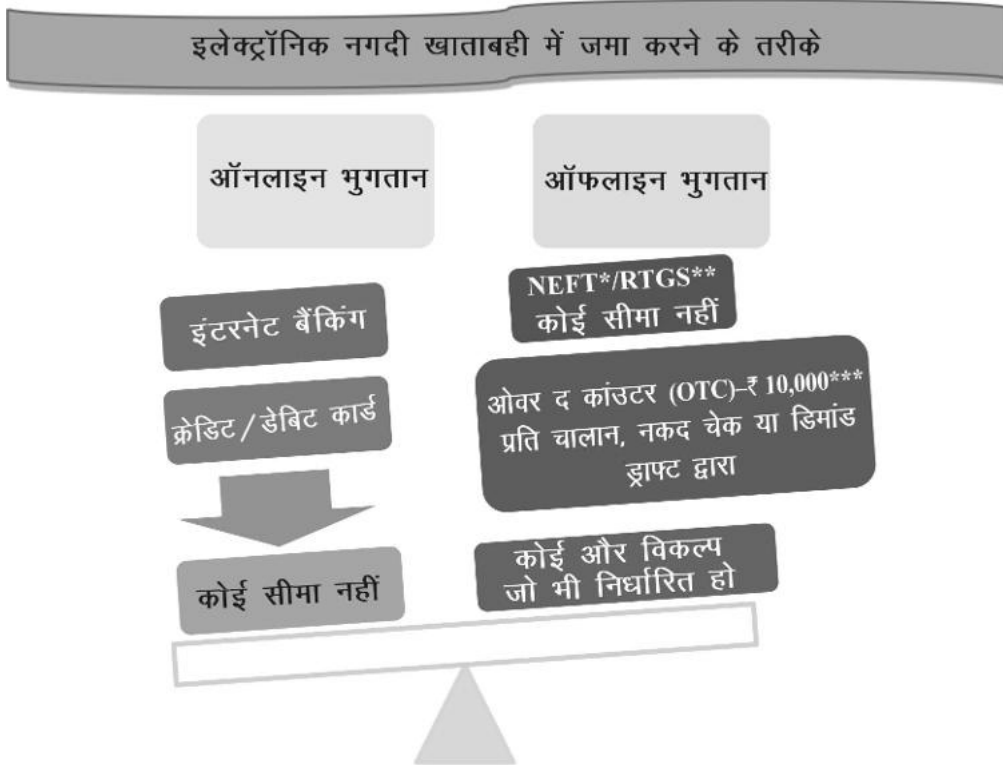 इलेक्ट्रॉनिक नगदी खाताबही में जमा करने के तरीके
ऑनलाइन भुगतान
इंटरनेट बैंकिंग
क्रेडिट/डेबिट कार्ड
कोई सीमा नहीं
ऑफलाइन भुगतान
NEFT*/RTGS**
कोई सीमा नहीं
ओवर द कांउटर (OTC)–₹ 10,000***
प्रति चालान, नकद चेक या डिमांड
ड्राफ्ट द्वारा
कोई और विकल्प
जो भी निर्धारित हो